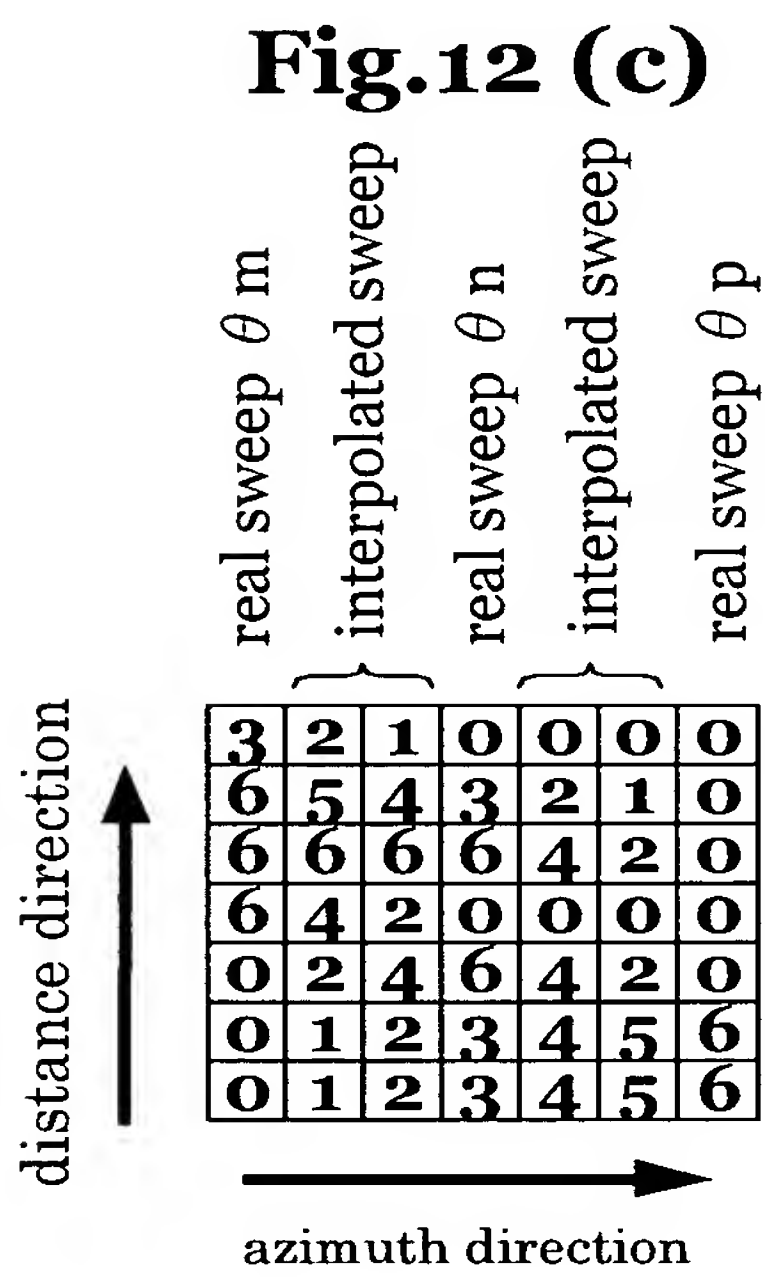 Fig.12 (c)
real sweep θ m
interpolated sweep
real sweep θ n
interpolated sweep
real sweep θ p
distance direction
3 2 1 0 0 0 0
6 5 4 3 2 1 0
6 6 6 6 4 2 0
6 4 2 0 0 0 0
0 2 4 6 4 2 0
0 1 2 3 4 5 6
0 1 2 3 4 5 6
azimuth direction